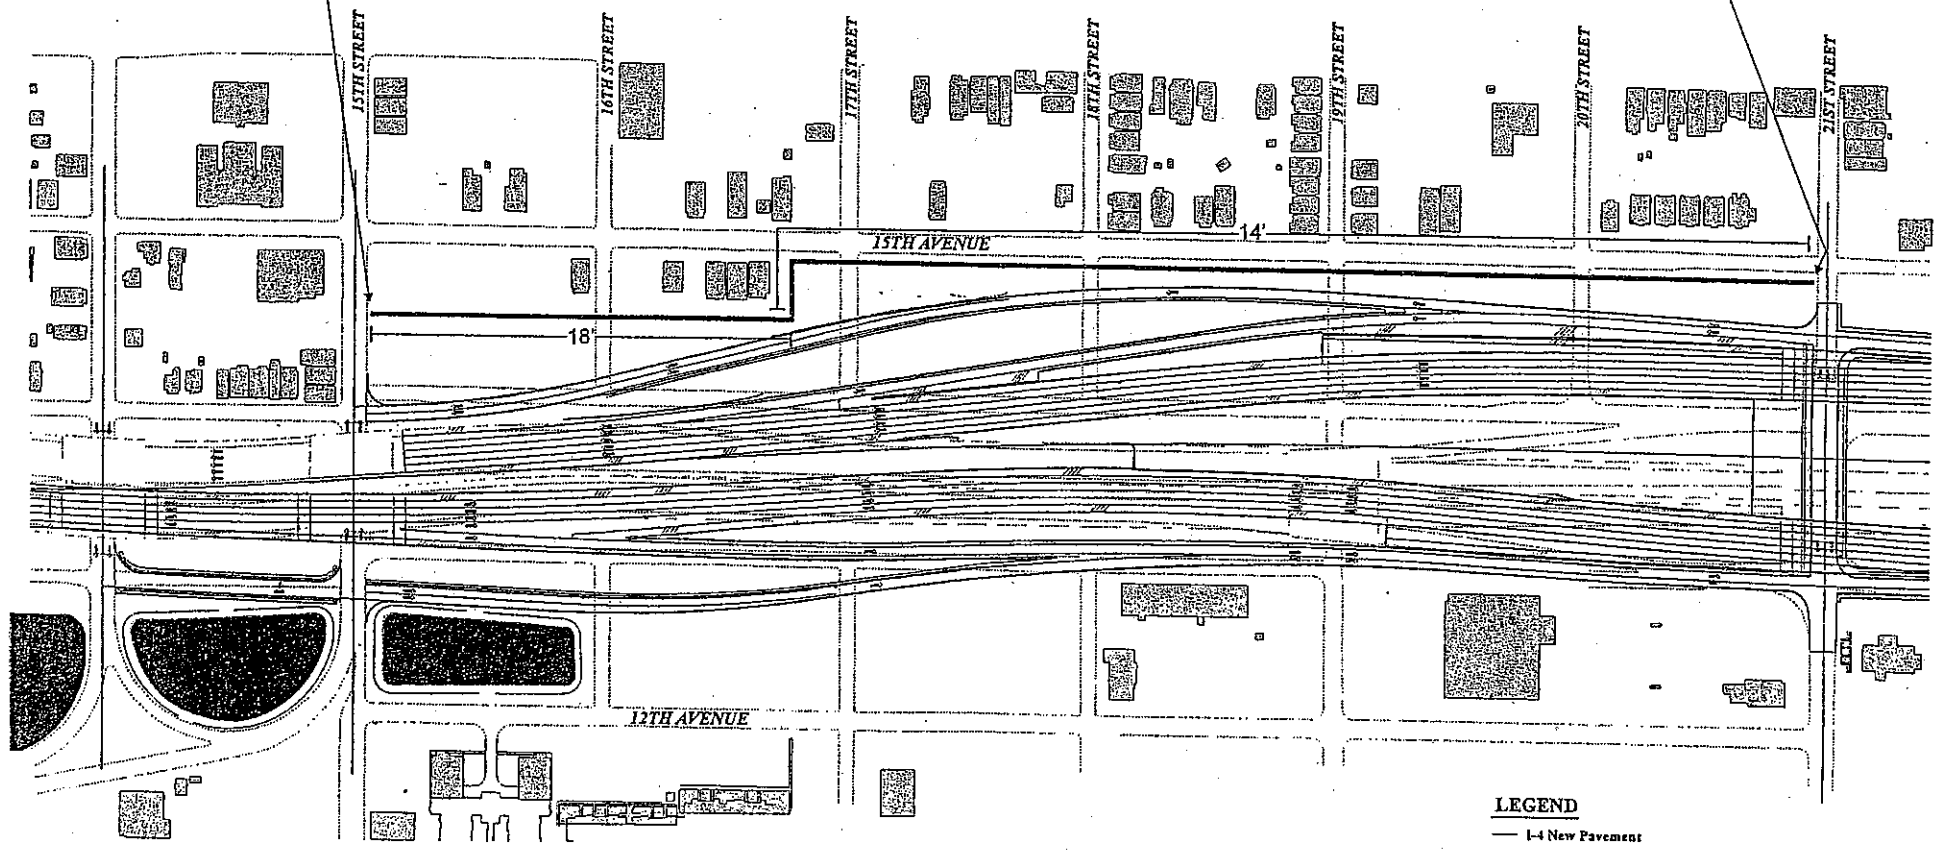 15TH STREET
16TH STREET
17TH STREET
18TH STREET
19TH STREET
20TH STREET
21ST STREET
14'
15TH AVENUE
18'
12TH AVENUE
LEGEND
I-4 New Pavement